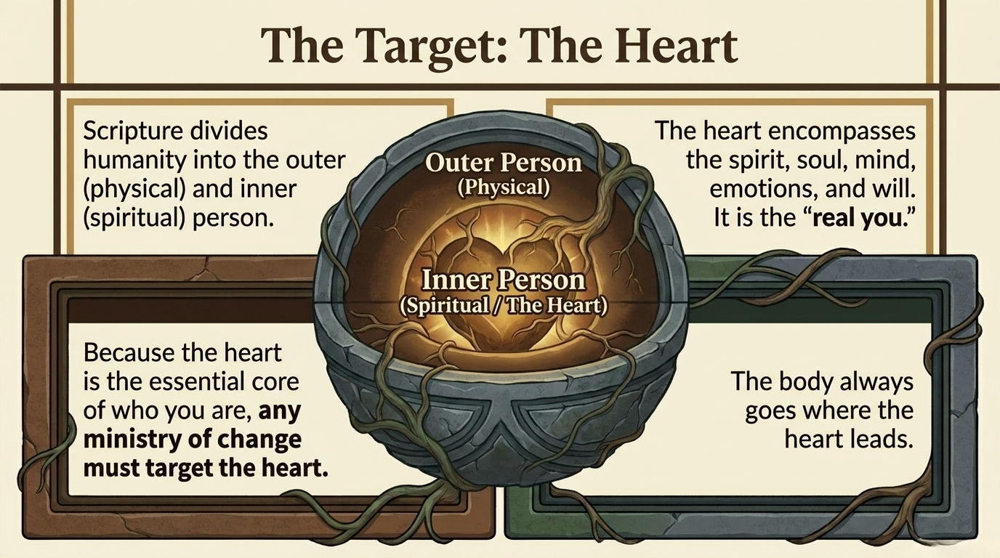 The Target: The Heart
Scripture divides
humanity into the outer
(physical) and inner
(spiritual) person.
Outer Person
(Physical)
Inner Person
(Spiritual / The Heart)
The heart encompasses
the spirit, soul, mind,
emotions, and will.
It is the “real you.”
Because the heart
is the essential core
of who you are, any
ministry of change
must target the heart.
The body always
goes where the
heart leads.